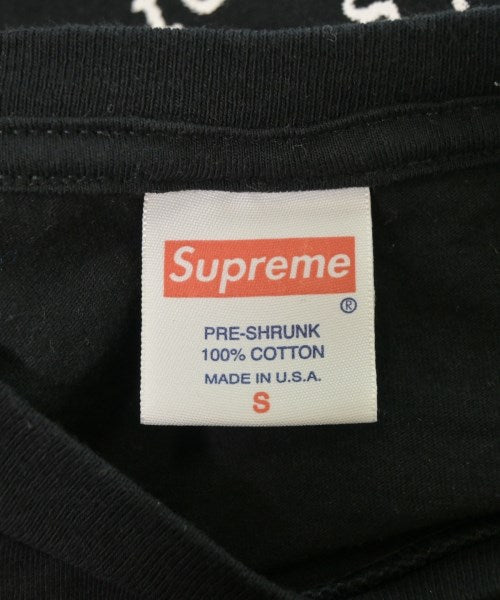 Supreme
®
PRE-SHRUNK
100% COTTON
MADE IN U.S.A.
S